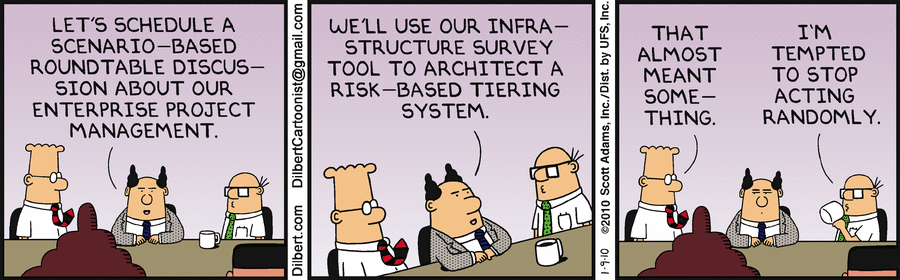 LET'S SCHEDULE A
SCENARIO-BASED
ROUNDTABLE DISCUS-
SION ABOUT OUR
ENTERPRISE PROJECT
MANAGEMENT.
Dilbert.com DilbertCartoonist@gmail.com
WE'LL USE OUR INFRA-
STRUCTURE SURVEY
TOOL TO ARCHITECT A
RISK-BASED TIERING
SYSTEM.
1-9-10 ©2010 Scott Adams, Inc./Dist. by UFS, Inc.
THAT
ALMOST
MEANT
SOME-
THING.
I'M
TEMPTED
TO STOP
ACTING
RANDOMLY.